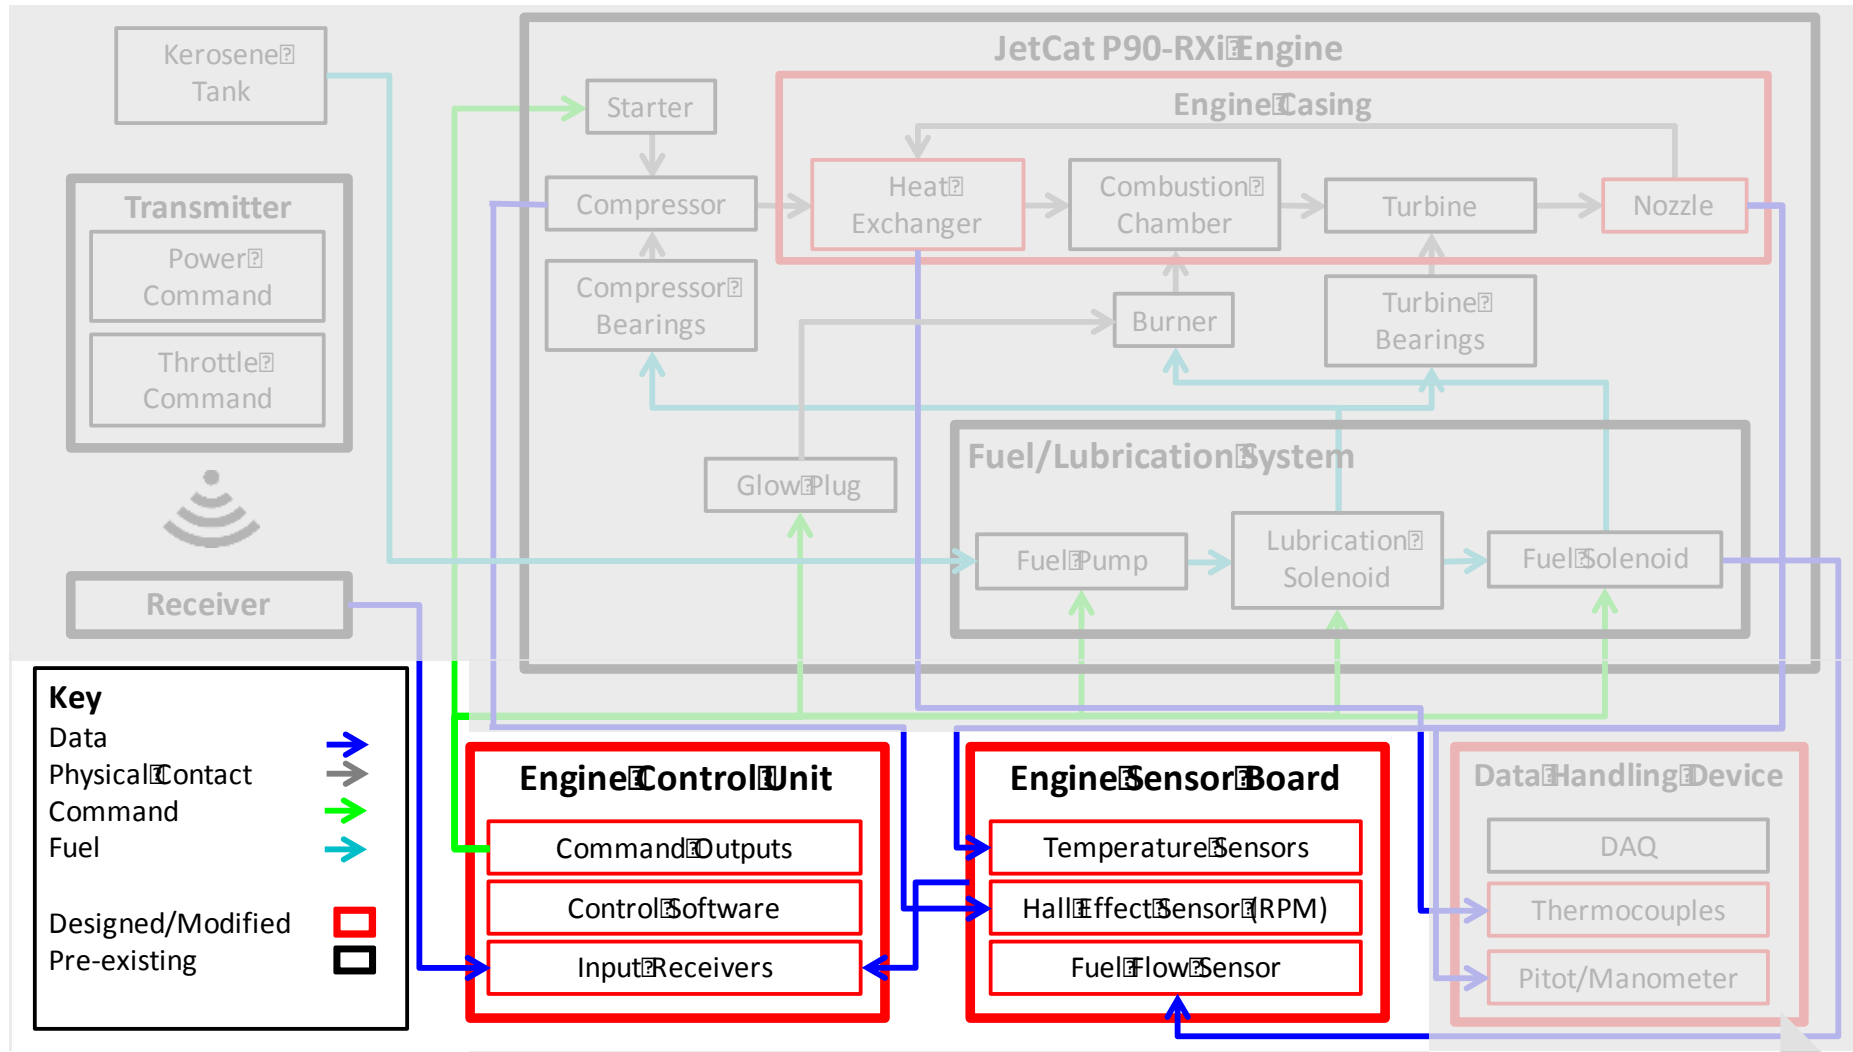 Kerosene
Tank
JetCat P90-RXi Engine
Engine Casing
Starter
Transmitter
Power
Command
Throttle
Command
Compressor
Heat
Exchanger
Combustion
Chamber
Turbine
Nozzle
Compressor
Bearings
Burner
Turbine
Bearings
Fuel/Lubrication System
Glow Plug
Fuel Pump
Lubrication
Solenoid
Fuel Solenoid
Receiver
Key
Data
Physical Contact
Command
Fuel
Designed/Modified
Pre-existing
Engine Control Unit
Command Outputs
Control Software
Input Receivers
Engine Sensor Board
Temperature Sensors
Hall Effect Sensor (RPM)
Fuel Flow Sensor
Data Handling Device
DAQ
Thermocouples
Pitot/Manometer